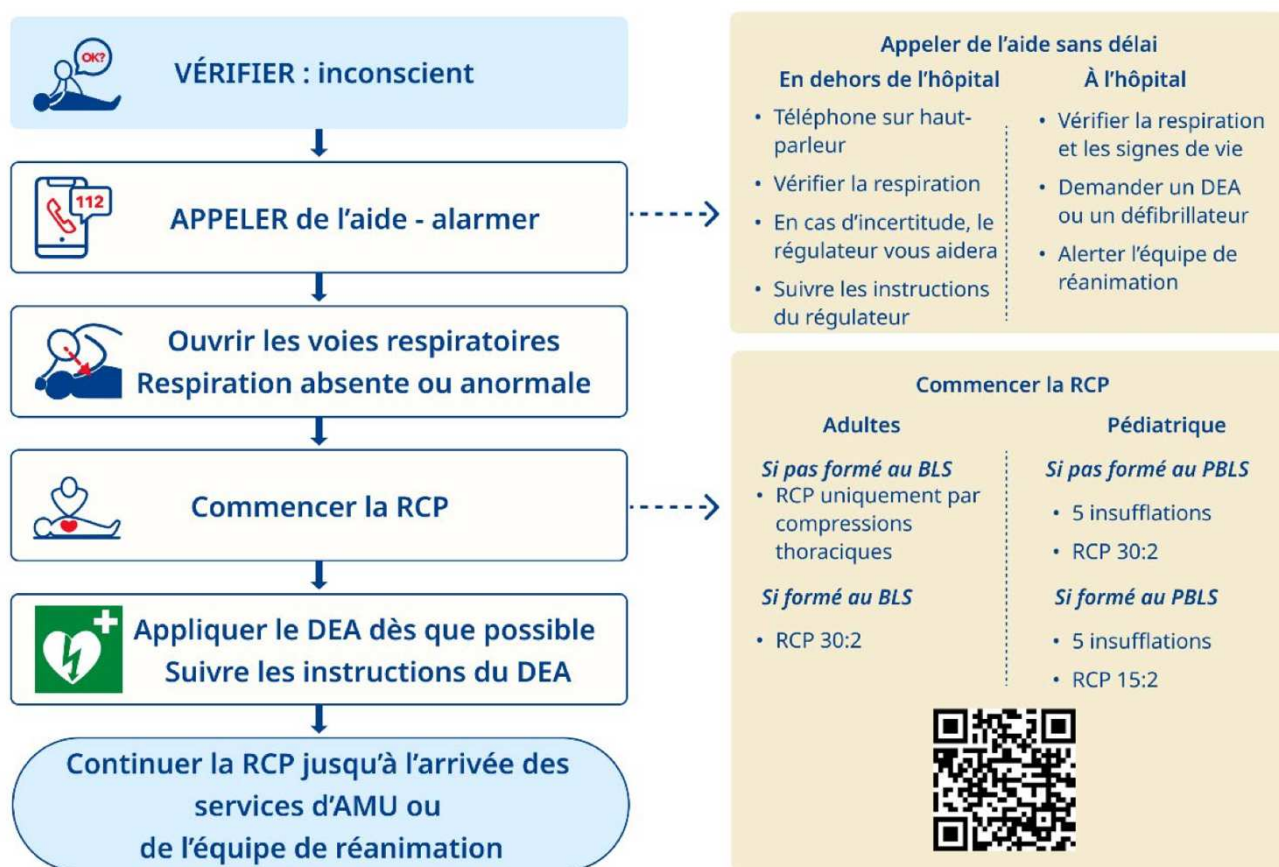 OK?
VÉRIFIER : inconscient
112
APPELER de l'aide - alarmer
Ouvrir les voies respiratoires
Respiration absente ou anormale
Commencer la RCP
Appliquer le DEA dès que possible
Suivre les instructions du DEA
Continuer la RCP jusqu'à l'arrivée des
services d'AMU ou
de l'équipe de réanimation
Appeler de l'aide sans délai
En dehors de l'hôpital
• Téléphone sur haut-
parleur
• Vérifier la respiration
• En cas d'incertitude, le
régulateur vous aidera
• Suivre les instructions
du régulateur
À l'hôpital
• Vérifier la respiration
et les signes de vie
• Demander un DEA
ou un défibrillateur
• Alerter l'équipe de
réanimation
Commencer la RCP
Adultes
Si pas formé au BLS
• RCP uniquement par
compressions
thoraciques
Si formé au BLS
• RCP 30:2
Pédiatrique
Si pas formé au PBLS
• 5 insufflations
• RCP 30:2
Si formé au PBLS
• 5 insufflations
• RCP 15:2